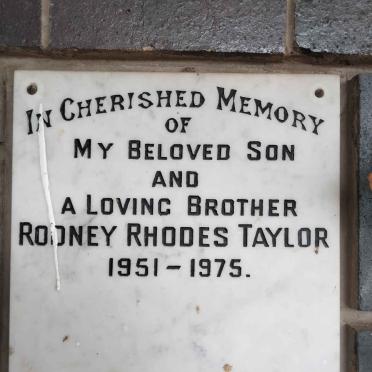 IN CHERISHED MEMORY
OF
MY BELOVED SON
AND
A LOVING BROTHER
RODNEY RHODES TAYLOR
1951 - 1975.